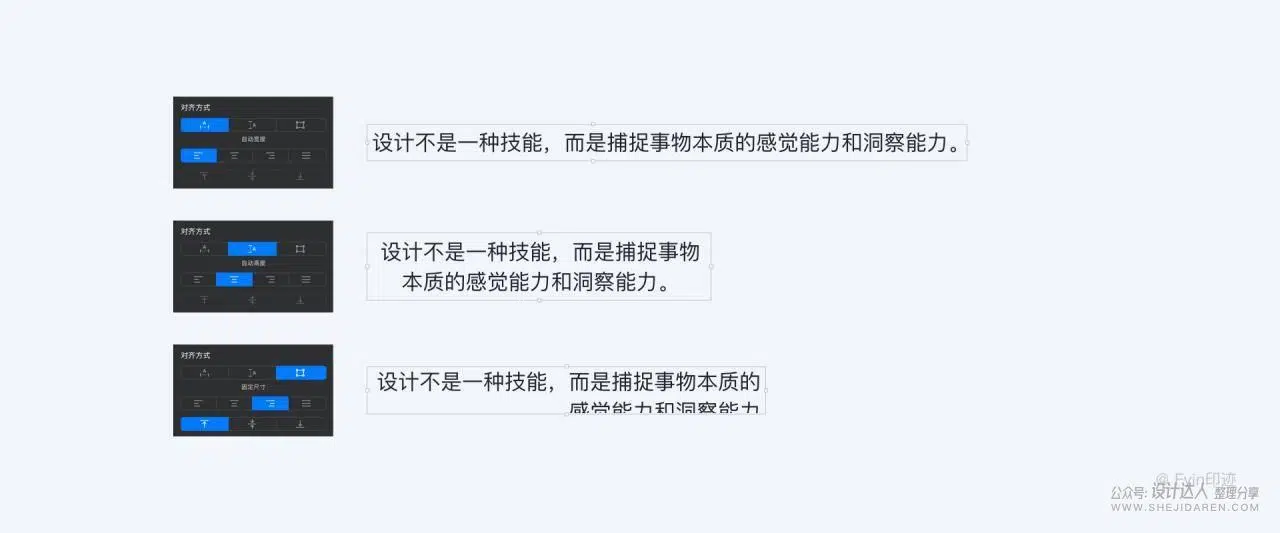 对齐方式
自动宽度
设计不是一种技能，而是捕捉事物本质的感觉能力和洞察能力。
对齐方式
自动高度
设计不是一种技能，而是捕捉事物
本质的感觉能力和洞察能力。
对齐方式
固定尺寸
设计不是一种技能，而是捕捉事物本质的
感觉能力和洞察能力
@ Evin印迹
公众号: 设计达人 整理分享
WWW.SHEJIDAREN.COM